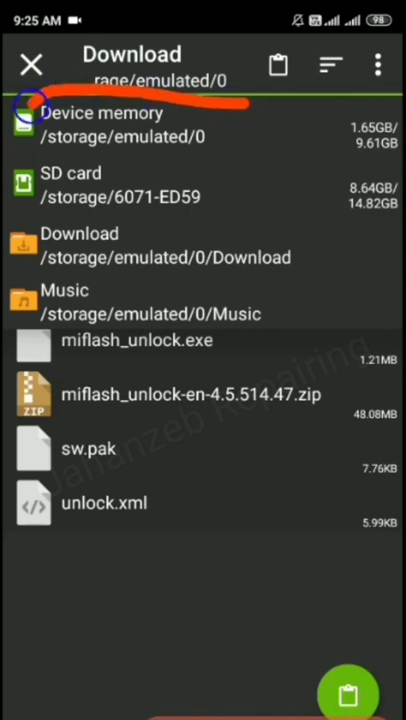 9:25 AM
98
Download
rage/emulated/0
Device memory
/storage/emulated/0
1.65GB/
9.61GB
SD card
/storage/6071-ED59
8.64GB/
14.82GB
Download
/storage/emulated/0/Download
Music
/storage/emulated/0/Music
miflash_unlock.exe
1.21MB
miflash_unlock-en-4.5.514.47.zip
ZIP
48.08MB
sw.pak
7.76KB
unlock.xml
</>
5.99KB
Jahanzeb Repairing